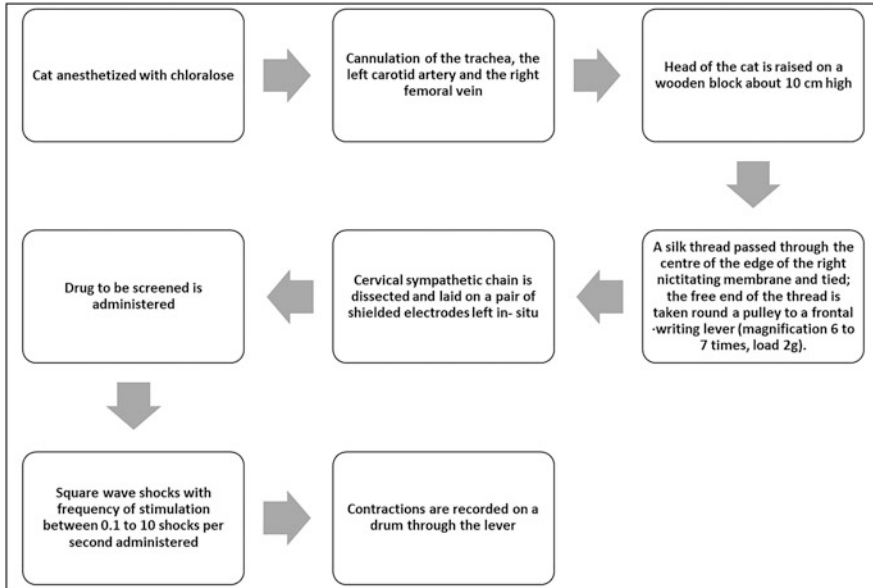 Cat anesthetized with chloralose
Cannulation of the trachea, the
left carotid artery and the right
femoral vein
Head of the cat is raised on a
wooden block about 10 cm high
A silk thread passed through the
centre of the edge of the right
nictitating membrane and tied;
the free end of the thread is
taken round a pulley to a frontal
-writing lever (magnification 6 to
7 times, load 2g).
Cervical sympathetic chain is
dissected and laid on a pair of
shielded electrodes left in- situ
Drug to be screened is
administered
Square wave shocks with
frequency of stimulation
between 0.1 to 10 shocks per
second administered
Contractions are recorded on a
drum through the lever